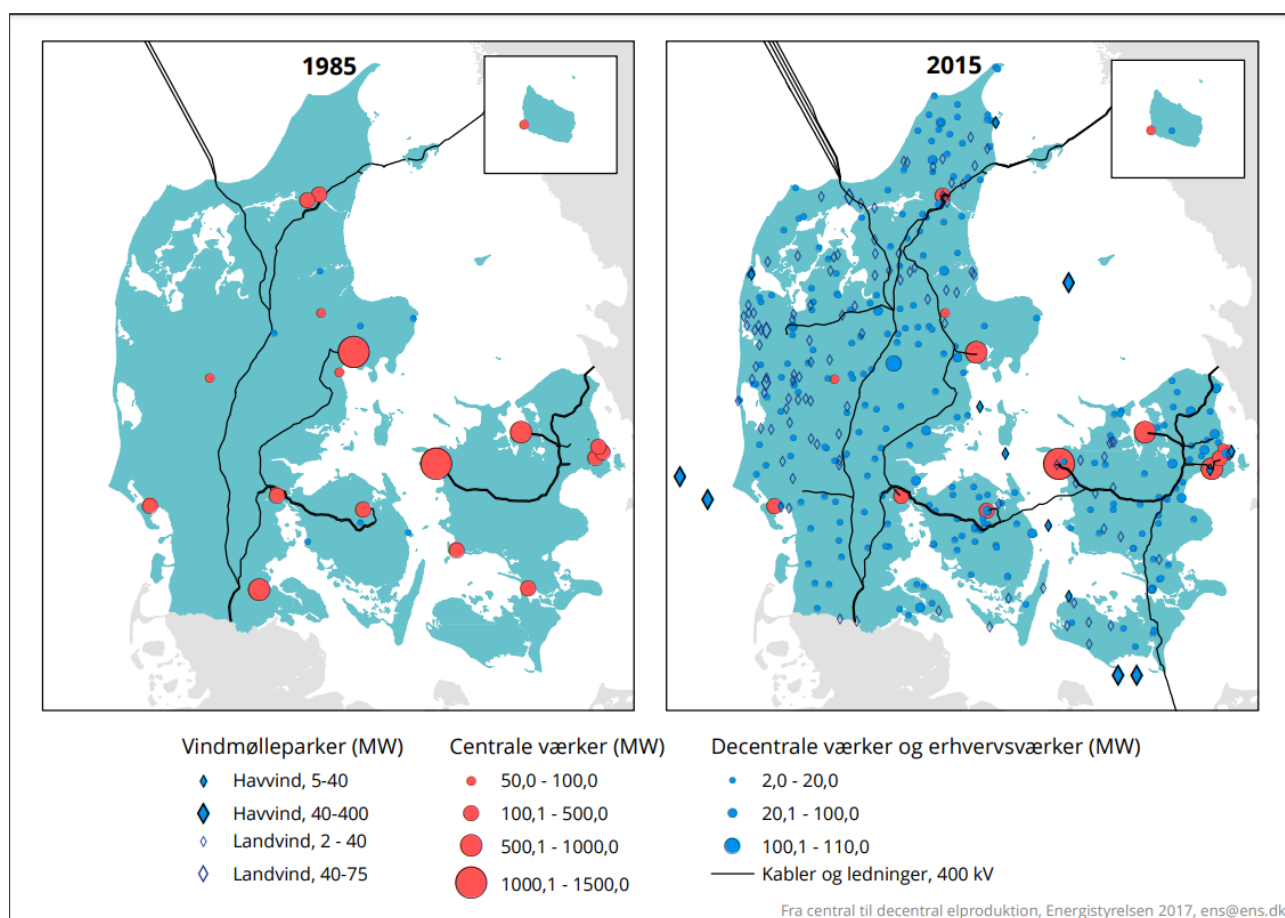 1985
2015
Vindmølleparker (MW)
Havvind, 5-40
Havvind, 40-400
Landvind, 2 - 40
Landvind, 40-75
Centrale værker (MW)
50,0 - 100,0
100,1 - 500,0
500,1 - 1000,0
1000,1 - 1500,0
Decentrale værker og erhvervsværker (MW)
2,0 - 20,0
20,1 - 100,0
100,1 - 110,0
Kabler og ledninger, 400 kV
Fra central til decentral elproduktion, Energistyrelsen 2017, ens@ens.dk